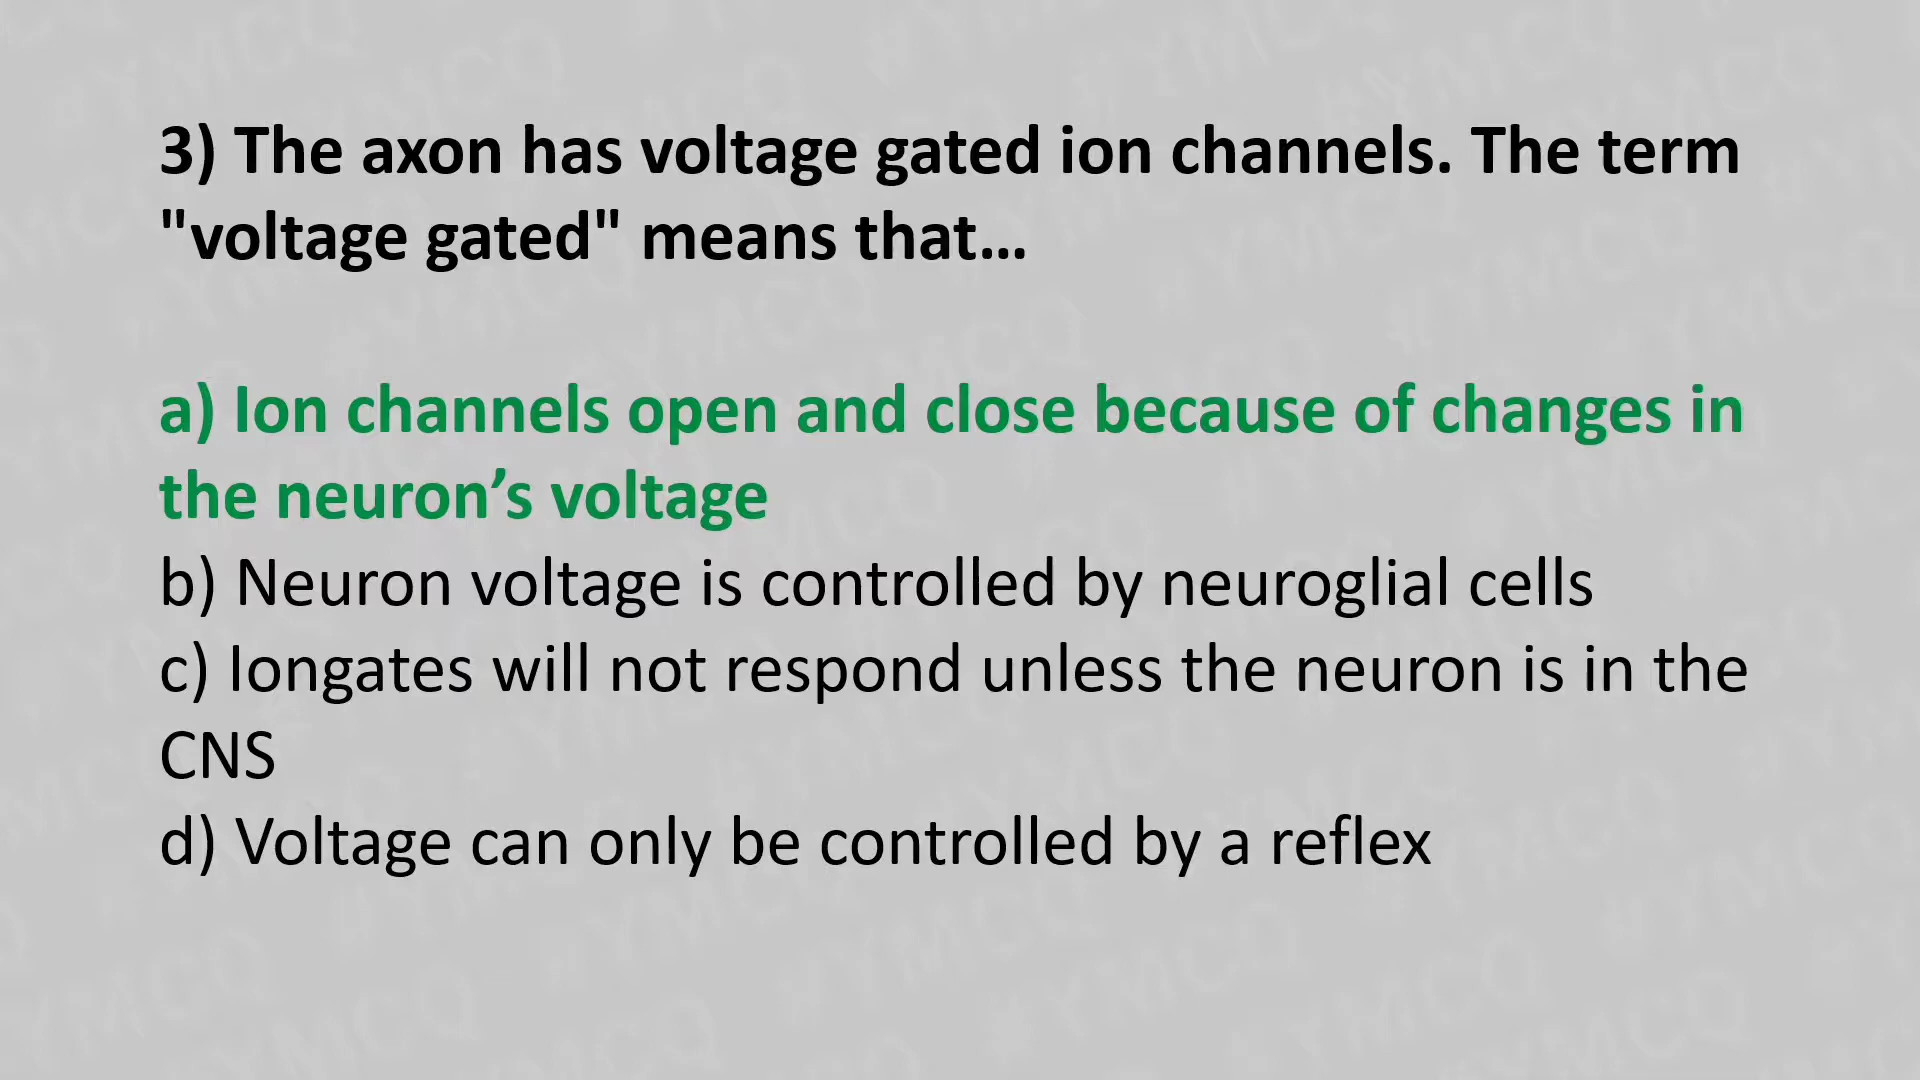 3) The axon has voltage gated ion channels. The term
"voltage gated" means that...
a) Ion channels open and close because of changes in
the neuron’s voltage
b) Neuron voltage is controlled by neuroglial cells
c) Iongates will not respond unless the neuron is in the
CNS
d) Voltage can only be controlled by a reflex